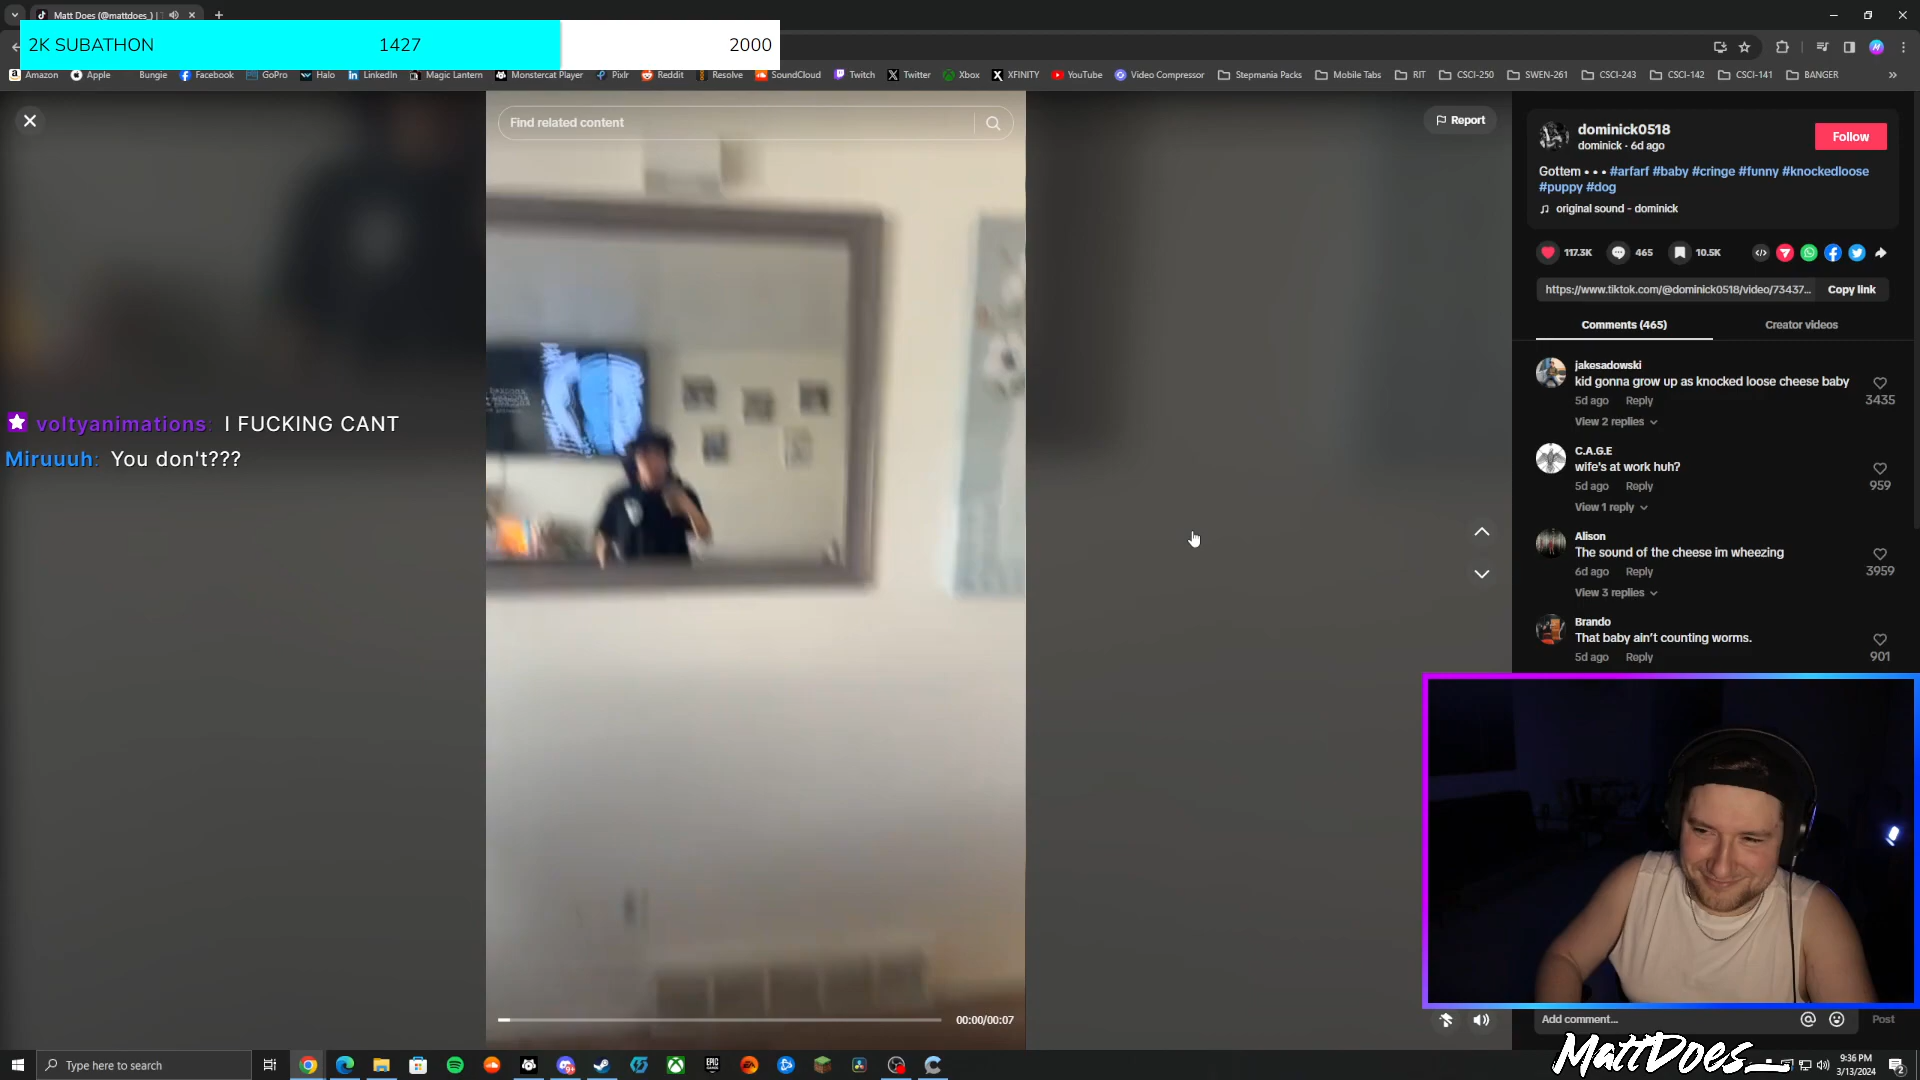 Matt Does (@mattdoes_) | T
2K SUBATHON 1427 2000
Amazon Apple Bungie Facebook GoPro Halo LinkedIn Magic Lantern Monstercat Player Pixlr Reddit Resolve SoundCloud Twitch Twitter Xbox XFINITY YouTube Video Compressor Stepmania Packs Mobile Tabs RIT CSCI-250 SWEN-261 CSCI-243 CSCI-142 CSCI-141 BANGER
Find related content
Report
dominick0518
dominick · 6d ago
Follow
Gottem • • • #arfarf #baby #cringe #funny #knockedloose
#puppy #dog
original sound - dominick
117.3K 465 10.5K
https://www.tiktok.com/@dominick0518/video/73437... Copy link
Comments (465) Creator videos
jakesadowski
kid gonna grow up as knocked loose cheese baby
5d ago Reply 3435
View 2 replies
C.A.G.E
wife's at work huh?
5d ago Reply 959
View 1 reply
Alison
The sound of the cheese im wheezing
6d ago Reply 3959
View 3 replies
Brando
That baby ain't counting worms.
5d ago Reply 901
voltyanimations: I FUCKING CANT
Miruuuh: You don't???
00:00/00:07
Add comment... Post
MattDoes_
Type here to search
9:36 PM
3/13/2024